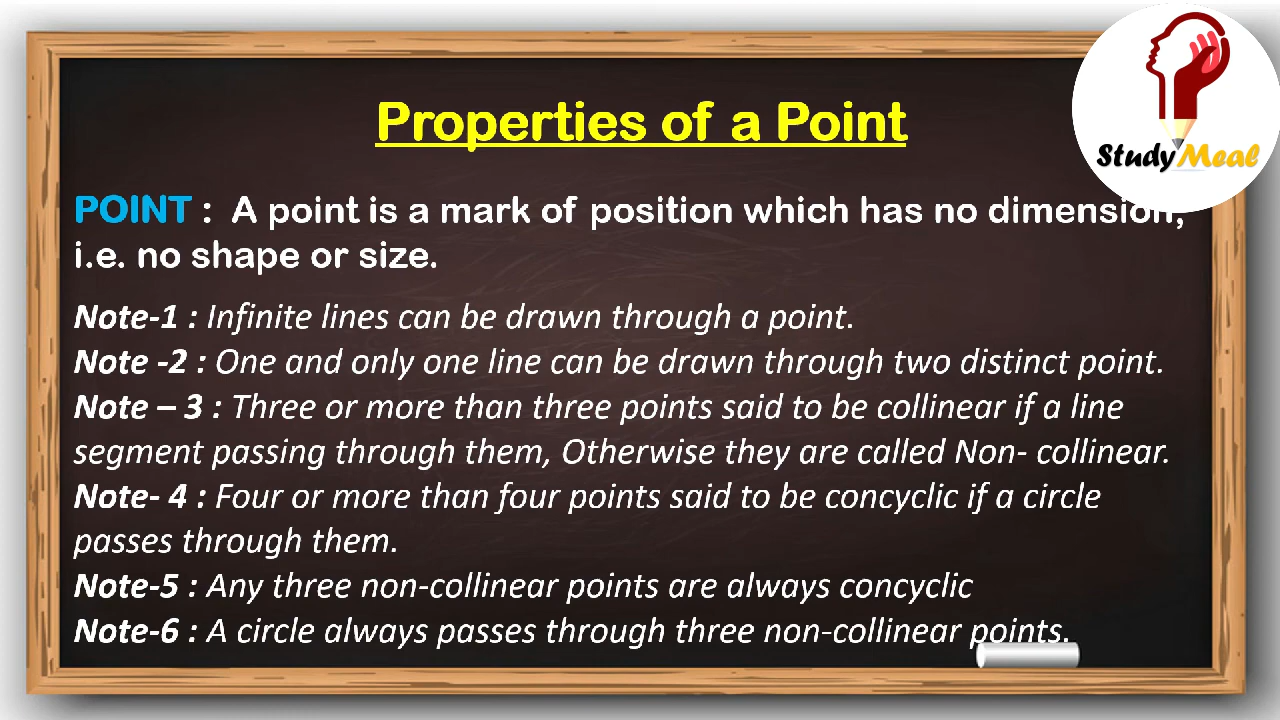 Properties of a Point
StudyMeal
POINT : A point is a mark of position which has no dimension,
i.e. no shape or size.
Note-1 : Infinite lines can be drawn through a point.
Note -2 : One and only one line can be drawn through two distinct point.
Note – 3 : Three or more than three points said to be collinear if a line
segment passing through them, Otherwise they are called Non- collinear.
Note- 4 : Four or more than four points said to be concyclic if a circle
passes through them.
Note-5 : Any three non-collinear points are always concyclic
Note-6 : A circle always passes through three non-collinear points.